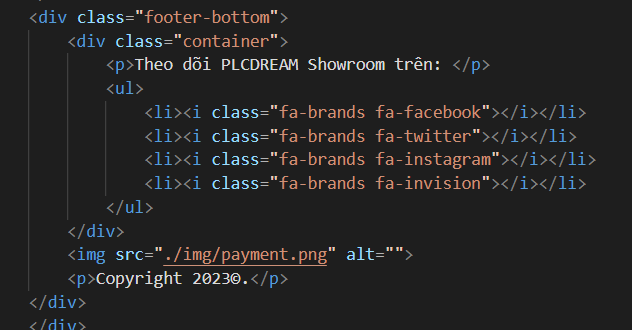 <div class="footer-bottom">
<div class="container">
<p>Theo dõi PLCDREAM Showroom trên: </p>
<ul>
<li><i class="fa-brands fa-facebook"></i></li>
<li><i class="fa-brands fa-twitter"></i></li>
<li><i class="fa-brands fa-instagram"></i></li>
<li><i class="fa-brands fa-invision"></i></li>
</ul>
</div>
<img src="./img/payment.png" alt="">
<p>Copyright 2023©.</p>
</div>
</div>